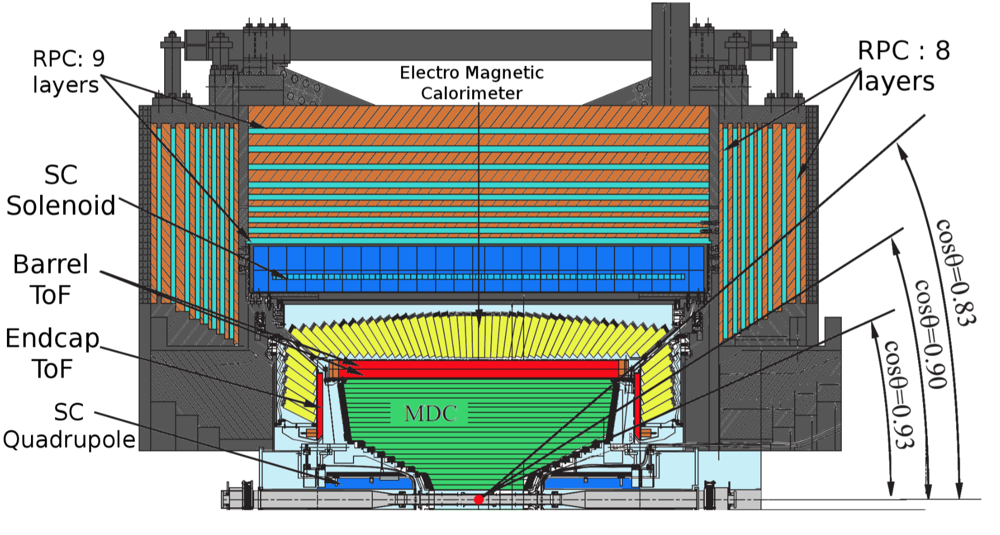 RPC: 9
layers
Electro Magnetic
Calorimeter
RPC : 8
layers
SC
Solenoid
Barrel
ToF
Endcap
ToF
SC
Quadrupole
MDC
B
cosθ=0.83
cosθ=0.90
cosθ=0.93